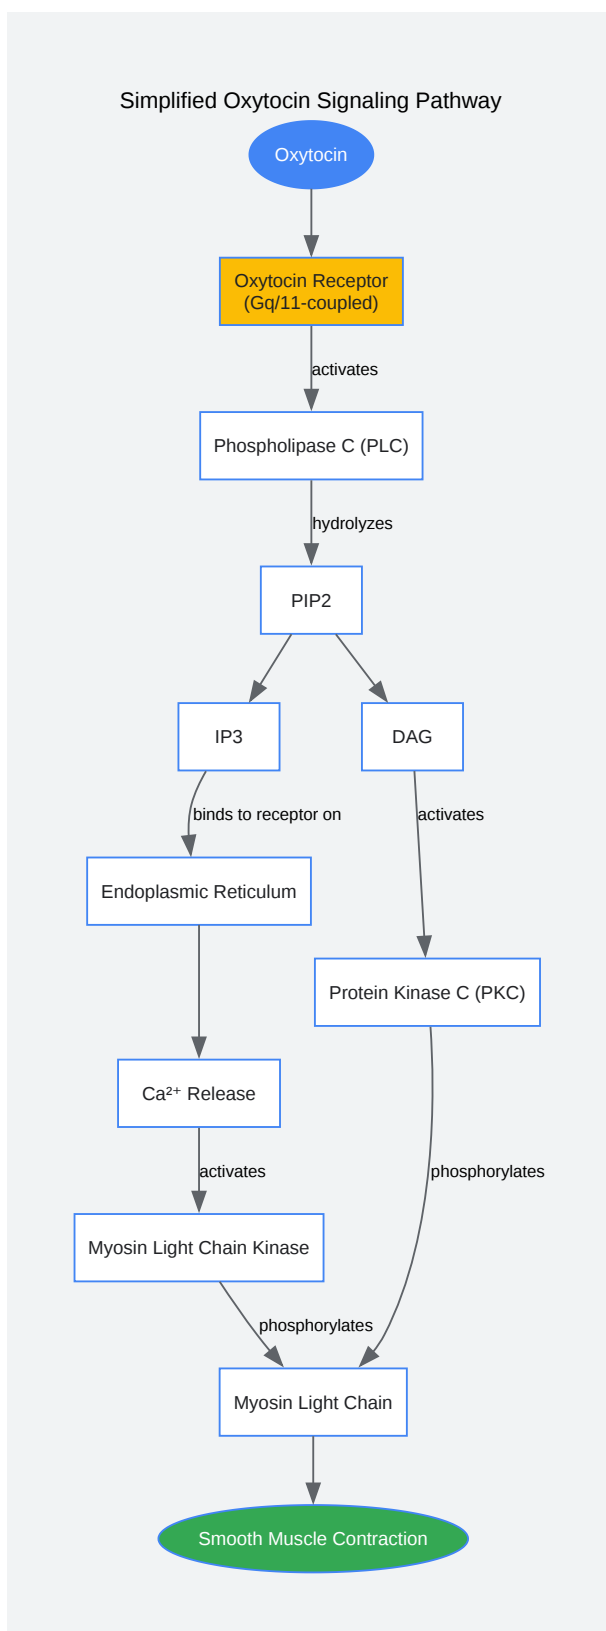 Simplified Oxytocin Signaling Pathway
Oxytocin
Oxytocin Receptor
(Gq/11-coupled)
activates
Phospholipase C (PLC)
hydrolyzes
PIP2
IP3
DAG
binds to receptor on
activates
Endoplasmic Reticulum
Protein Kinase C (PKC)
Ca²⁺ Release
activates
phosphorylates
Myosin Light Chain Kinase
phosphorylates
Myosin Light Chain
Smooth Muscle Contraction